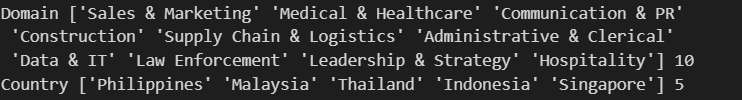 Domain ['Sales & Marketing' 'Medical & Healthcare' 'Communication & PR'
 'Construction' 'Supply Chain & Logistics' 'Administrative & Clerical'
 'Data & IT' 'Law Enforcement' 'Leadership & Strategy' 'Hospitality'] 10
Country ['Philippines' 'Malaysia' 'Thailand' 'Indonesia' 'Singapore'] 5